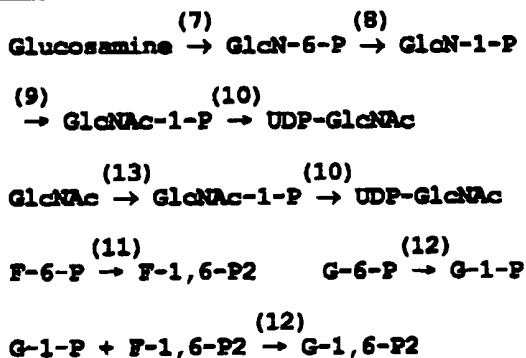 (7) (8)
Glucosamine → GlcN-6-P → GlcN-1-P
(9) (10)
→ GlcNAc-1-P → UDP-GlcNAc
(13) (10)
GlcNAc → GlcNAc-1-P → UDP-GlcNAc
(11) (12)
F-6-P → F-1,6-P2 G-6-P → G-1-P
(12)
G-1-P + F-1,6-P2 → G-1,6-P2